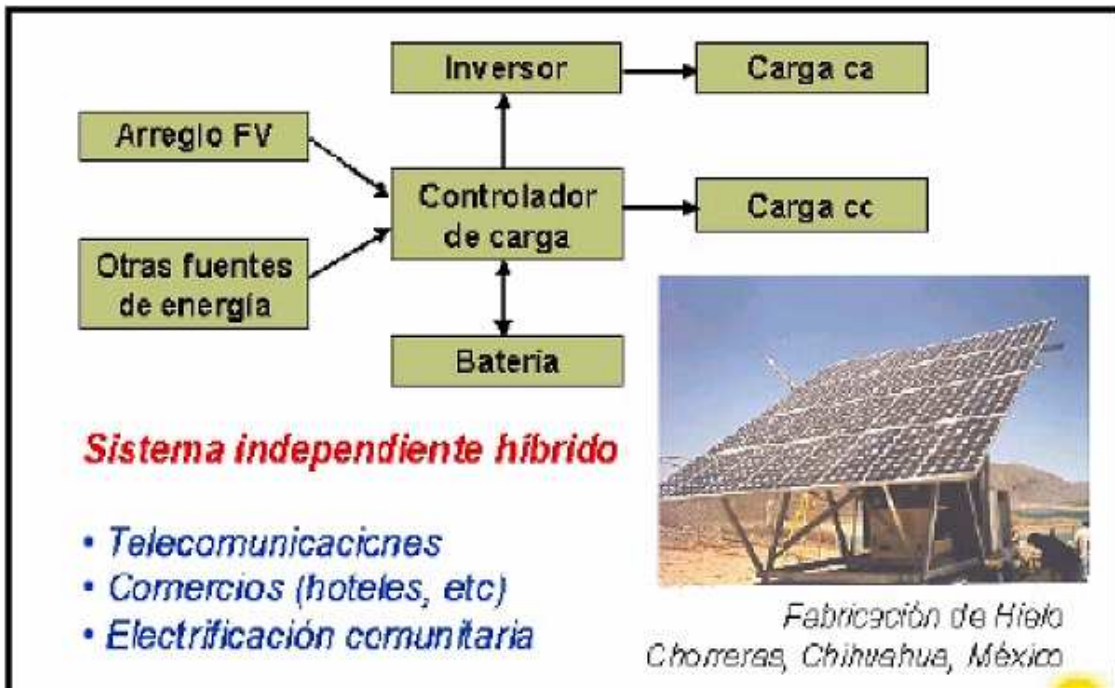 Inversor
Carga ca
Arreglo FV
Controlador
de carga
Carga cc
Otras fuentes
de energía
Batería
Sistema independiente híbrido
• Telecomunicaciones
• Comercios (hoteles, etc)
• Electrificación comunitaria
Fabricación de Hielo
Chorreras, Chihuahua, México